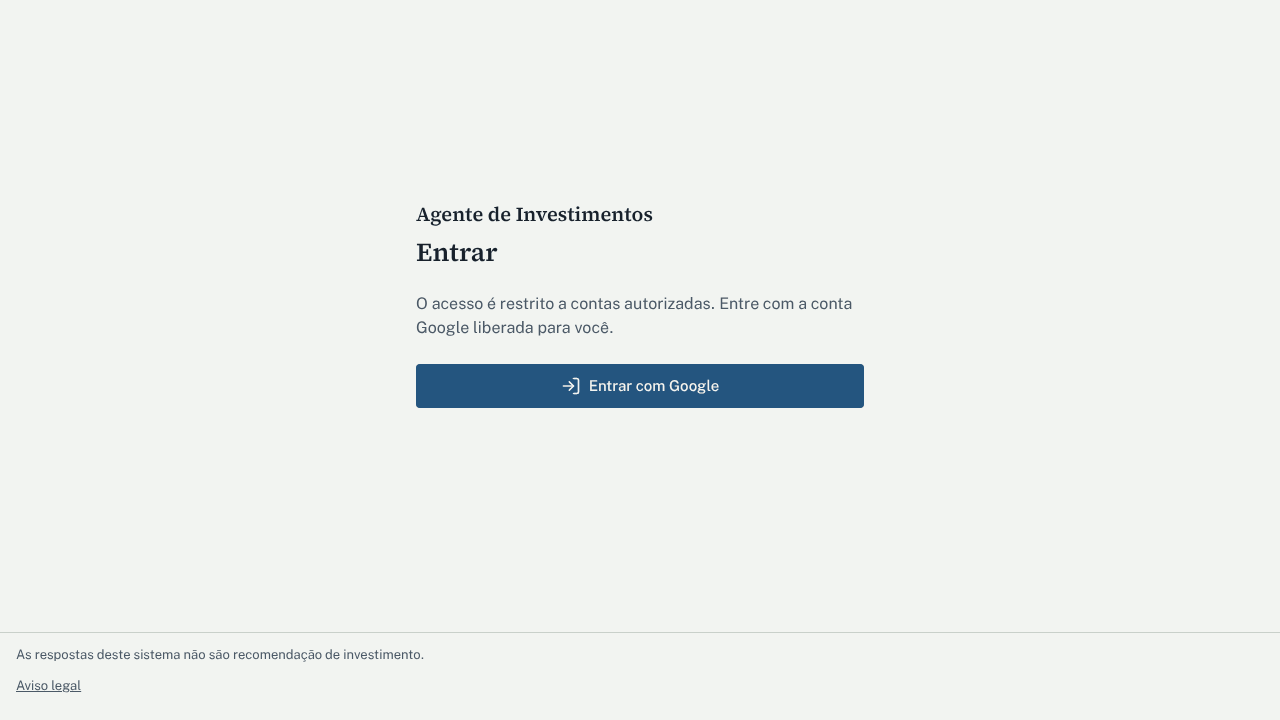 Agente de Investimentos
Entrar
O acesso é restrito a contas autorizadas. Entre com a conta
Google liberada para você.
Entrar com Google
As respostas deste sistema não são recomendação de investimento.
Aviso legal